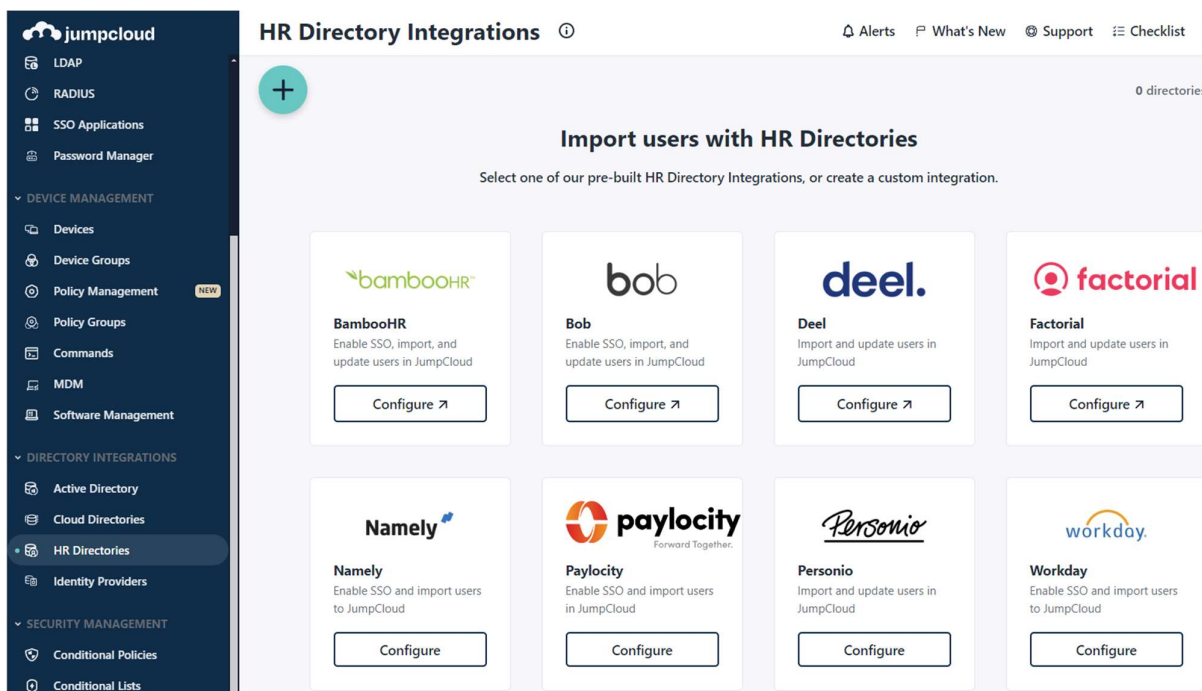 jumpcloud
LDAP
RADIUS
SSO Applications
Password Manager
DEVICE MANAGEMENT
Devices
Device Groups
Policy Management NEW
Policy Groups
Commands
MDM
Software Management
DIRECTORY INTEGRATIONS
Active Directory
Cloud Directories
HR Directories
Identity Providers
SECURITY MANAGEMENT
Conditional Policies
Conditional Lists
HR Directory Integrations
Alerts What's New Support Checklist
0 directories
Import users with HR Directories
Select one of our pre-built HR Directory Integrations, or create a custom integration.
bambooHR™
BambooHR
Enable SSO, import, and
update users in JumpCloud
Configure
bob
Bob
Enable SSO, import, and
update users in JumpCloud
Configure
deel.
Deel
Import and update users in
JumpCloud
Configure
factorial
Factorial
Import and update users in
JumpCloud
Configure
Namely
Namely
Enable SSO and import users
to JumpCloud
Configure
paylocity
Forward Together.
Paylocity
Enable SSO and import users
in JumpCloud
Configure
Personio
Personio
Import and update users in
JumpCloud
Configure
workday.
Workday
Enable SSO and import users
to JumpCloud
Configure